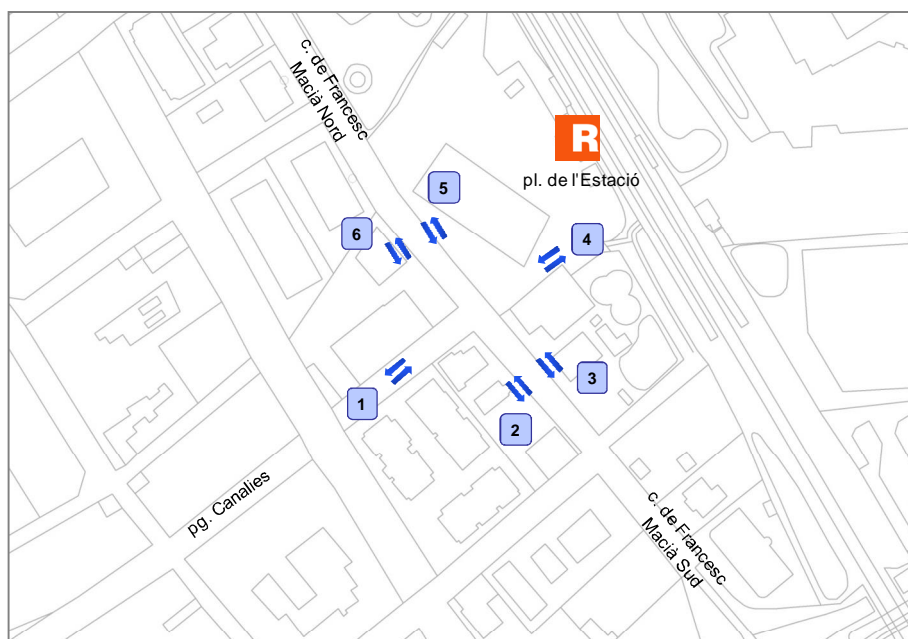 c. de Francesc
Macià Nord
R
pl. de l'Estació
5
6
4
1
3
2
pg. Canalies
c. de Francesc
Macià Sud